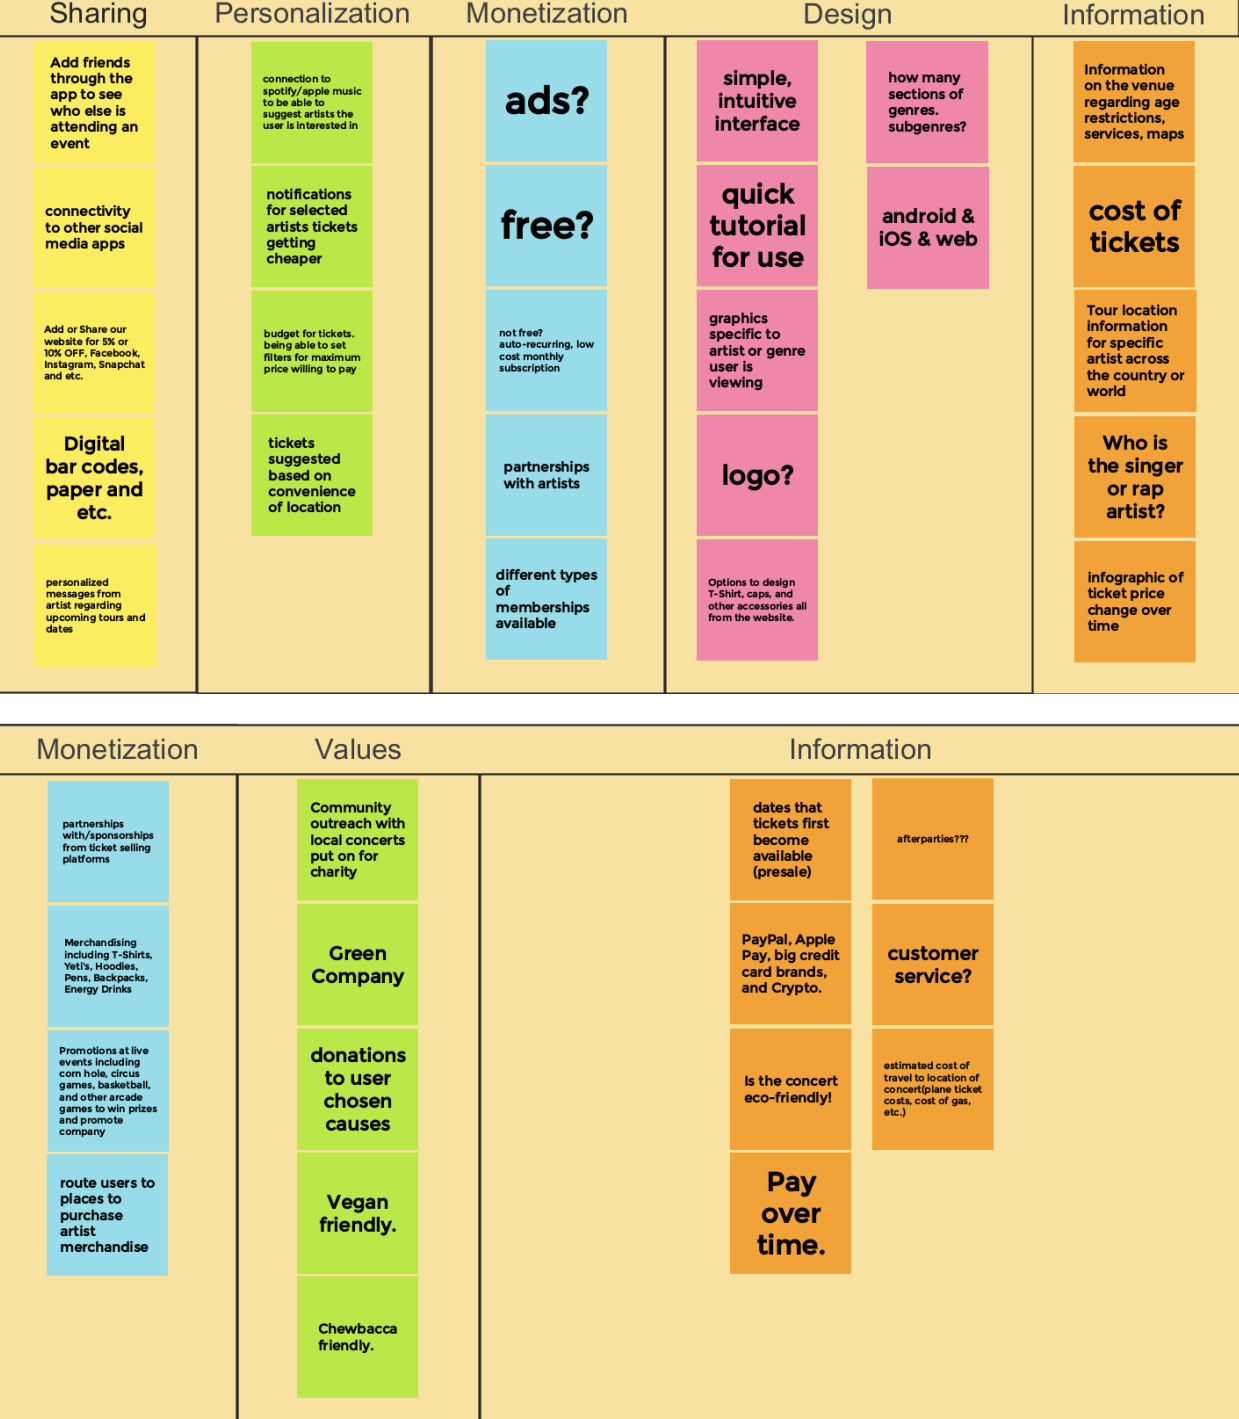 Sharing
Personalization
Monetization
Design
Information
Add friends
through the
app to see
who else is
attending an
event
connectivity
to other social
media apps
Add or Share our
website for 5% or
10% OFF, Facebook,
Instagram, Snapchat
and etc.
Digital
bar codes,
paper and
etc.
personalized
messages from
artist regarding
upcoming tours and
dates
connection to
spotify/apple music
to be able to
suggest artists the
user is interested in
notifications
for selected
artists tickets
getting
cheaper
budget for tickets.
being able to set
filters for maximum
price willing to pay
tickets
suggested
based on
convenience
of location
ads?
free?
not free?
auto-recurring, low
cost monthly
subscription
partnerships
with artists
different types
of
memberships
available
simple,
intuitive
interface
quick
tutorial
for use
graphics
specific to
artist or genre
user is
viewing
logo?
Options to design
T-Shirt, caps, and
other accessories all
from the website.
how many
sections of
genres.
subgenres?
android &
iOS & web
Information
on the venue
regarding age
restrictions,
services, maps
cost of
tickets
Tour location
information
for specific
artist across
the country or
world
Who is
the singer
or rap
artist?
infographic of
ticket price
change over
time
Monetization
Values
Information
partnerships
with/sponsorships
from ticket selling
platforms
Merchandising
including T-Shirts,
Yeti's, Hoodies,
Pens, Backpacks,
Energy Drinks
Promotions at live
events including
corn hole, circus
games, basketball,
and other arcade
games to win prizes
and promote
company
route users to
places to
purchase
artist
merchandise
Community
outreach with
local concerts
put on for
charity
Green
Company
donations
to user
chosen
causes
Vegan
friendly.
Chewbacca
friendly.
dates that
tickets first
become
available
(presale)
PayPal, Apple
Pay, big credit
card brands,
and Crypto.
Is the concert
eco-friendly!
Pay
over
time.
afterparties???
customer
service?
estimated cost of
travel to location of
concert(plane ticket
costs, cost of gas,
etc.)